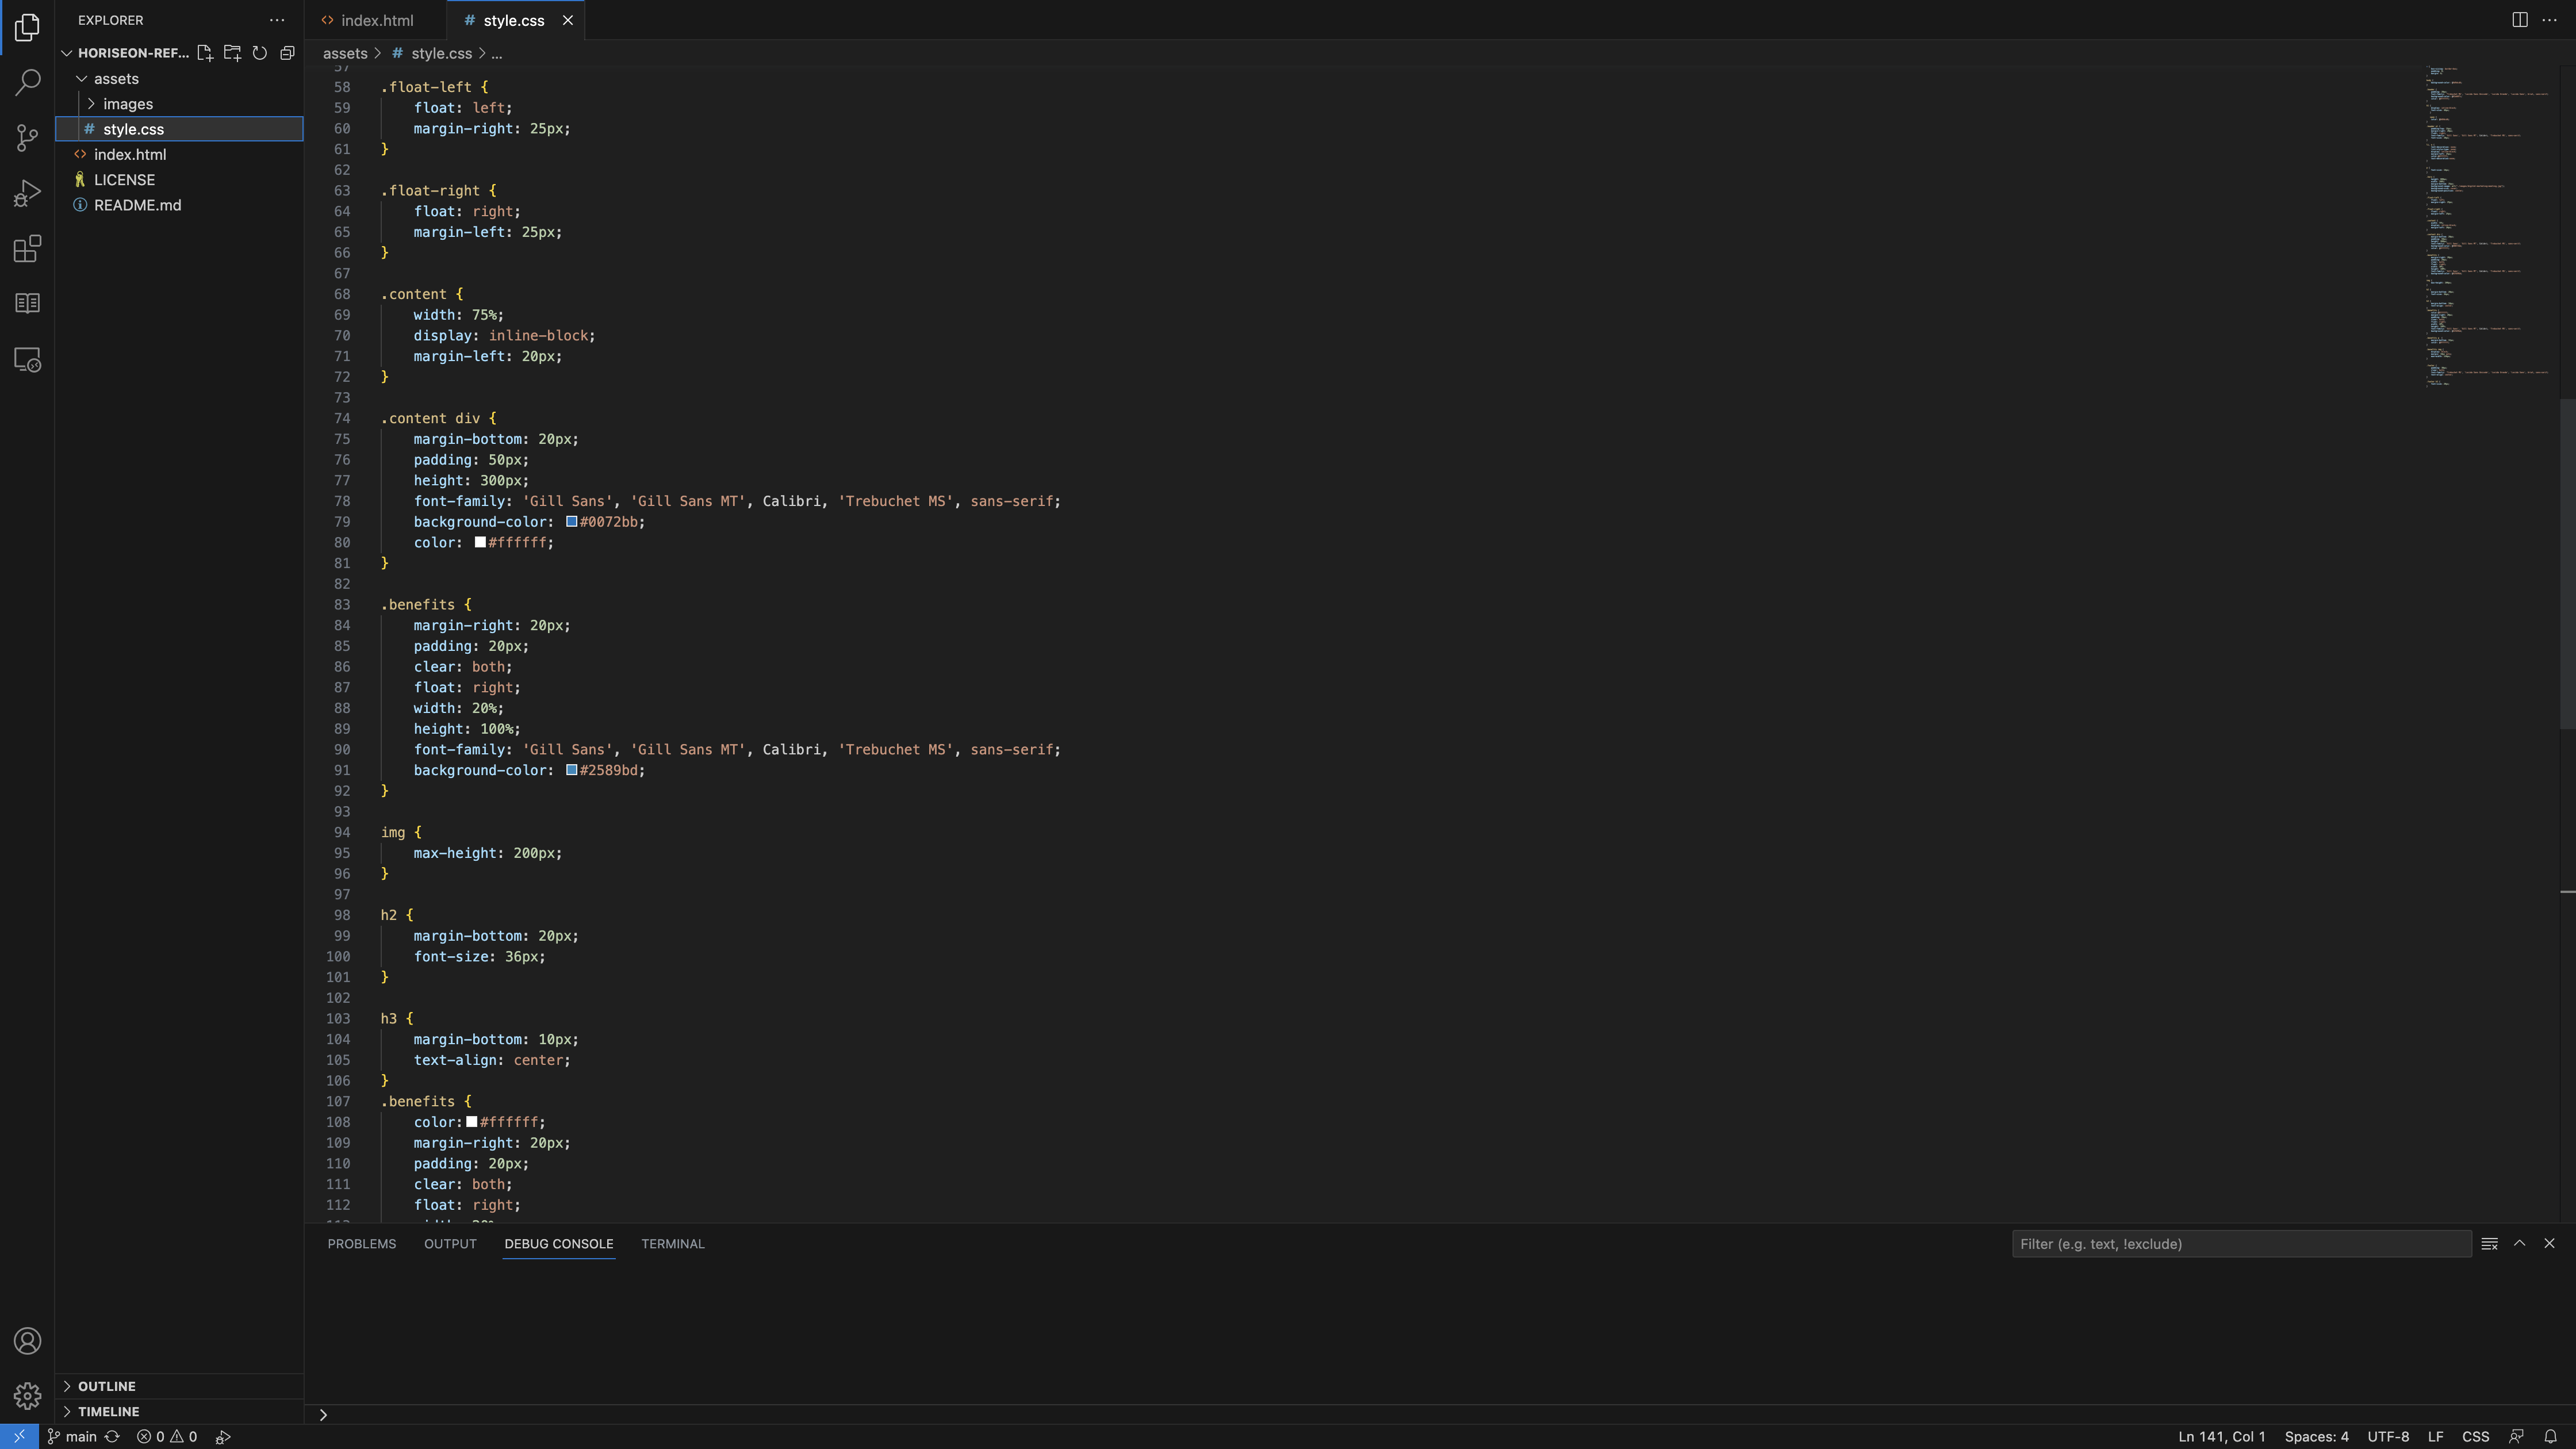 EXPLORER
HORISEON-REF...
assets
images
# style.css
<> index.html
LICENSE
README.md
OUTLINE
TIMELINE
<> index.html
# style.css
assets > # style.css > ...
57
58 .float-left {
59 float: left;
60 margin-right: 25px;
61 }
62
63 .float-right {
64 float: right;
65 margin-left: 25px;
66 }
67
68 .content {
69 width: 75%;
70 display: inline-block;
71 margin-left: 20px;
72 }
73
74 .content div {
75 margin-bottom: 20px;
76 padding: 50px;
77 height: 300px;
78 font-family: 'Gill Sans', 'Gill Sans MT', Calibri, 'Trebuchet MS', sans-serif;
79 background-color: #0072bb;
80 color: #ffffff;
81 }
82
83 .benefits {
84 margin-right: 20px;
85 padding: 20px;
86 clear: both;
87 float: right;
88 width: 20%;
89 height: 100%;
90 font-family: 'Gill Sans', 'Gill Sans MT', Calibri, 'Trebuchet MS', sans-serif;
91 background-color: #2589bd;
92 }
93
94 img {
95 max-height: 200px;
96 }
97
98 h2 {
99 margin-bottom: 20px;
100 font-size: 36px;
101 }
102
103 h3 {
104 margin-bottom: 10px;
105 text-align: center;
106 }
107 .benefits {
108 color:#ffffff;
109 margin-right: 20px;
110 padding: 20px;
111 clear: both;
112 float: right;
PROBLEMS OUTPUT DEBUG CONSOLE TERMINAL
Filter (e.g. text, !exclude)
main 0 0
Ln 141, Col 1 Spaces: 4 UTF-8 LF CSS